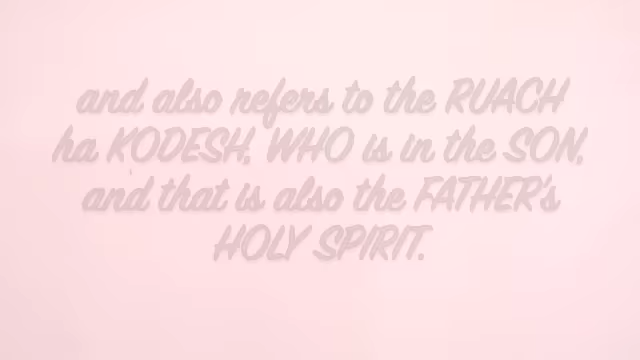 and also refers to the RUACH
ha KODESH, WHO is in the SON,
and that is also the FATHER's
HOLY SPIRIT.